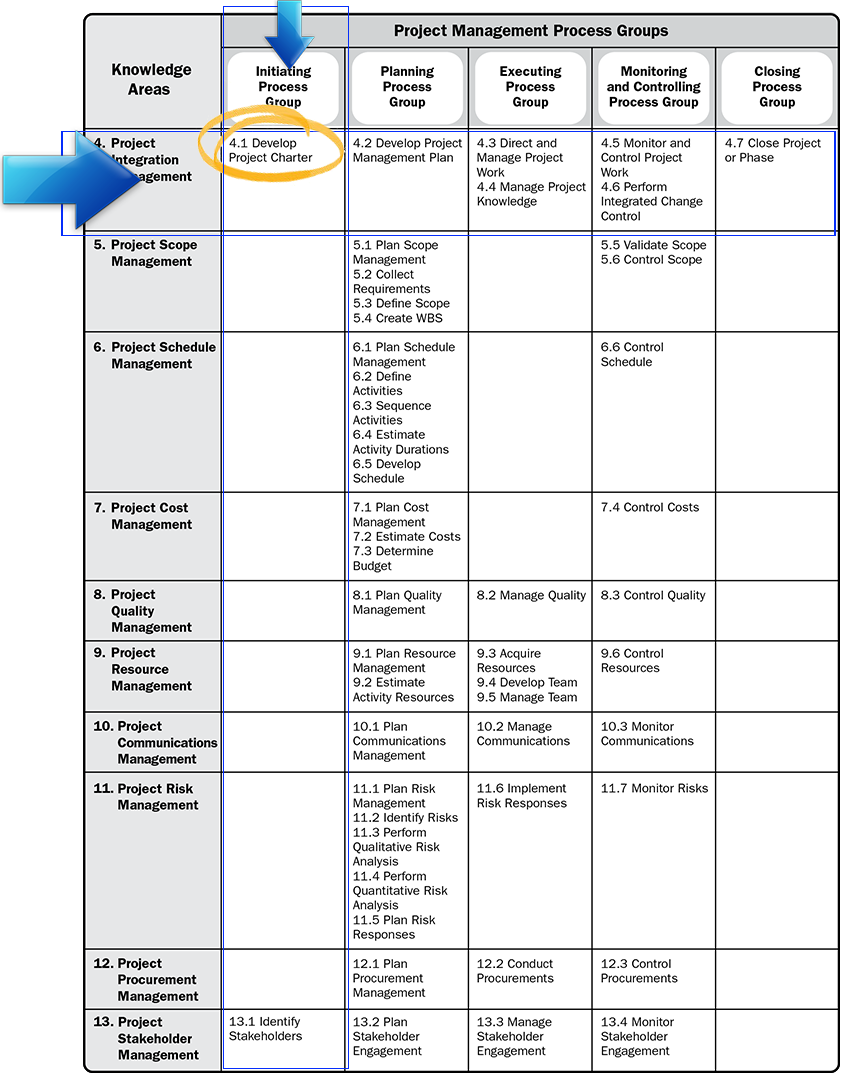 Project Management Process Groups
Knowledge
Areas
Initiating
Process
Group
Planning
Process
Group
Executing
Process
Group
Monitoring
and Controlling
Process Group
Closing
Process
Group
4. Project
Integration
Management
4.1 Develop
Project Charter
4.2 Develop Project
Management Plan
4.3 Direct and
Manage Project
Work
4.4 Manage Project
Knowledge
4.5 Monitor and
Control Project
Work
4.6 Perform
Integrated Change
Control
4.7 Close Project
or Phase
5. Project Scope
Management
5.1 Plan Scope
Management
5.2 Collect
Requirements
5.3 Define Scope
5.4 Create WBS
5.5 Validate Scope
5.6 Control Scope
6. Project Schedule
Management
6.1 Plan Schedule
Management
6.2 Define
Activities
6.3 Sequence
Activities
6.4 Estimate
Activity Durations
6.5 Develop
Schedule
6.6 Control
Schedule
7. Project Cost
Management
7.1 Plan Cost
Management
7.2 Estimate Costs
7.3 Determine
Budget
7.4 Control Costs
8. Project
Quality
Management
8.1 Plan Quality
Management
8.2 Manage Quality
8.3 Control Quality
9. Project
Resource
Management
9.1 Plan Resource
Management
9.2 Estimate
Activity Resources
9.3 Acquire
Resources
9.4 Develop Team
9.5 Manage Team
9.6 Control
Resources
10. Project
Communications
Management
10.1 Plan
Communications
Management
10.2 Manage
Communications
10.3 Monitor
Communications
11. Project Risk
Management
11.1 Plan Risk
Management
11.2 Identify Risks
11.3 Perform
Qualitative Risk
Analysis
11.4 Perform
Quantitative Risk
Analysis
11.5 Plan Risk
Responses
11.6 Implement
Risk Responses
11.7 Monitor Risks
12. Project
Procurement
Management
12.1 Plan
Procurement
Management
12.2 Conduct
Procurements
12.3 Control
Procurements
13. Project
Stakeholder
Management
13.1 Identify
Stakeholders
13.2 Plan
Stakeholder
Engagement
13.3 Manage
Stakeholder
Engagement
13.4 Monitor
Stakeholder
Engagement